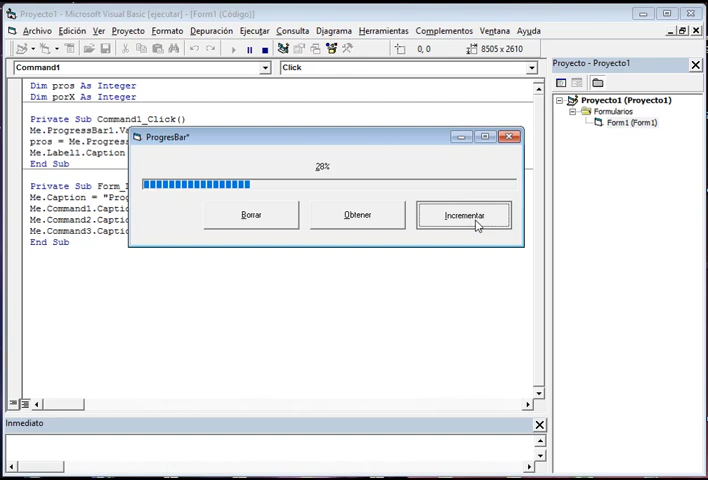 Proyecto1 - Microsoft Visual Basic [ejecutar] - [Form1 (Código)]
Archivo Edición Ver Proyecto Formato Depuración Ejecutar Consulta Diagrama Herramientas Complementos Ventana Ayuda
0, 0 8505 x 2610
Command1 Click
Dim pros As Integer
Dim porX As Integer
Private Sub Command1_Click()
Me.ProgressBar1.Va
pros = Me.Progre
Me.Label1.Caption
End Sub
Private Sub Form_
Me.Caption = "Prog
Me.Command1.Captio
Me.Command2.Captio
Me.Command3.Captio
End Sub
ProgresBar"
28%
Borrar Obtener Incrementar
Proyecto - Proyecto1
Proyecto1 (Proyecto1)
Formularios
Form1 (Form1)
Inmediato